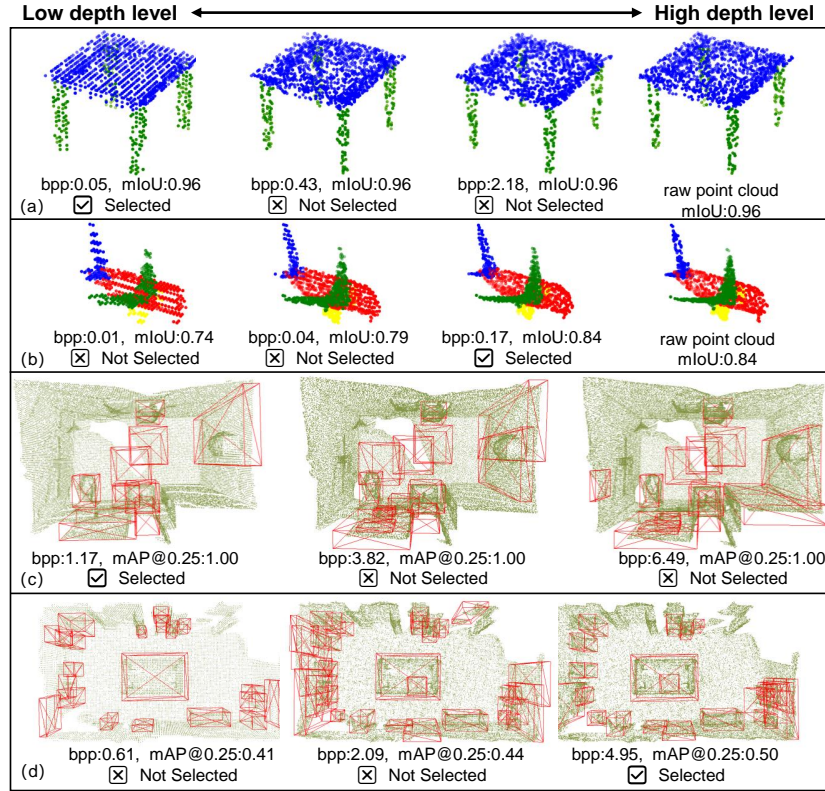 Low depth level High depth level
bpp:0.05, mIoU:0.96 bpp:0.43, mIoU:0.96 bpp:2.18, mIoU:0.96 raw point cloud
(a) Selected Not Selected Not Selected mIoU:0.96
bpp:0.01, mIoU:0.74 bpp:0.04, mIoU:0.79 bpp:0.17, mIoU:0.84 raw point cloud
(b) Not Selected Not Selected Selected mIoU:0.84
bpp:1.17, mAP@0.25:1.00 bpp:3.82, mAP@0.25:1.00 bpp:6.49, mAP@0.25:1.00
(c) Selected Not Selected Not Selected
bpp:0.61, mAP@0.25:0.41 bpp:2.09, mAP@0.25:0.44 bpp:4.95, mAP@0.25:0.50
(d) Not Selected Not Selected Selected